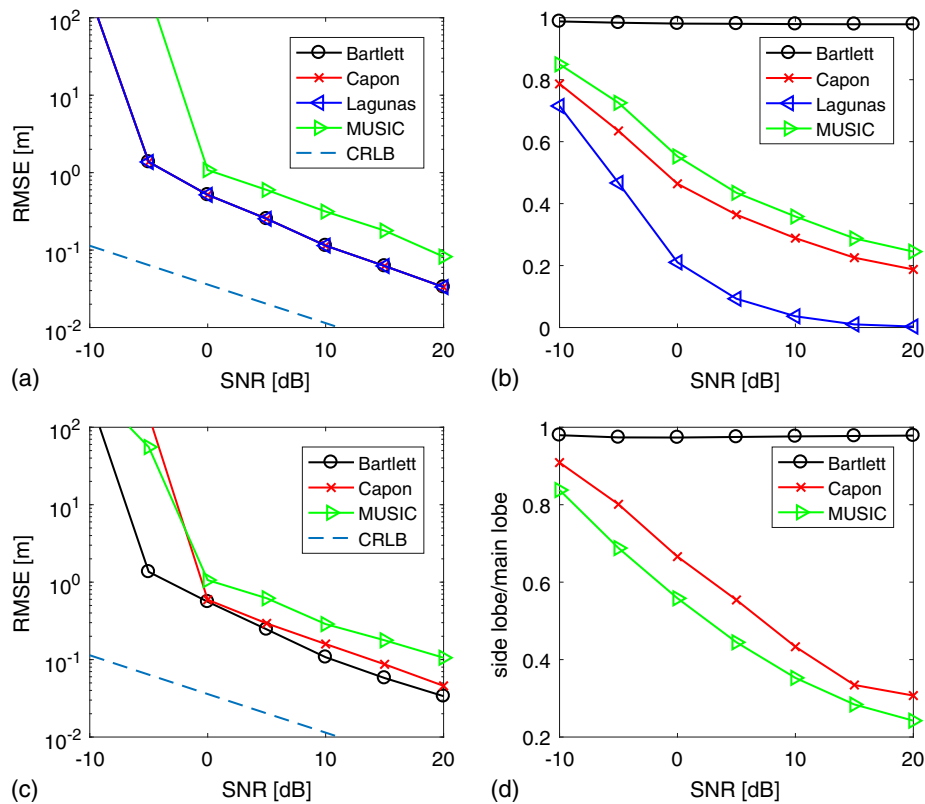 10^2
10^1
10^0
10^-1
10^-2
RMSE [m]
-10
0
10
20
SNR [dB]
(a)
Bartlett
Capon
Lagunas
MUSIC
CRLB
1
0.8
0.6
0.4
0.2
0
-10
0
10
20
SNR [dB]
(b)
Bartlett
Capon
Lagunas
MUSIC
10^2
10^1
10^0
10^-1
10^-2
RMSE [m]
-10
0
10
20
SNR [dB]
(c)
Bartlett
Capon
MUSIC
CRLB
1
0.8
0.6
0.4
0.2
side lobe/main lobe
-10
0
10
20
SNR [dB]
(d)
Bartlett
Capon
MUSIC